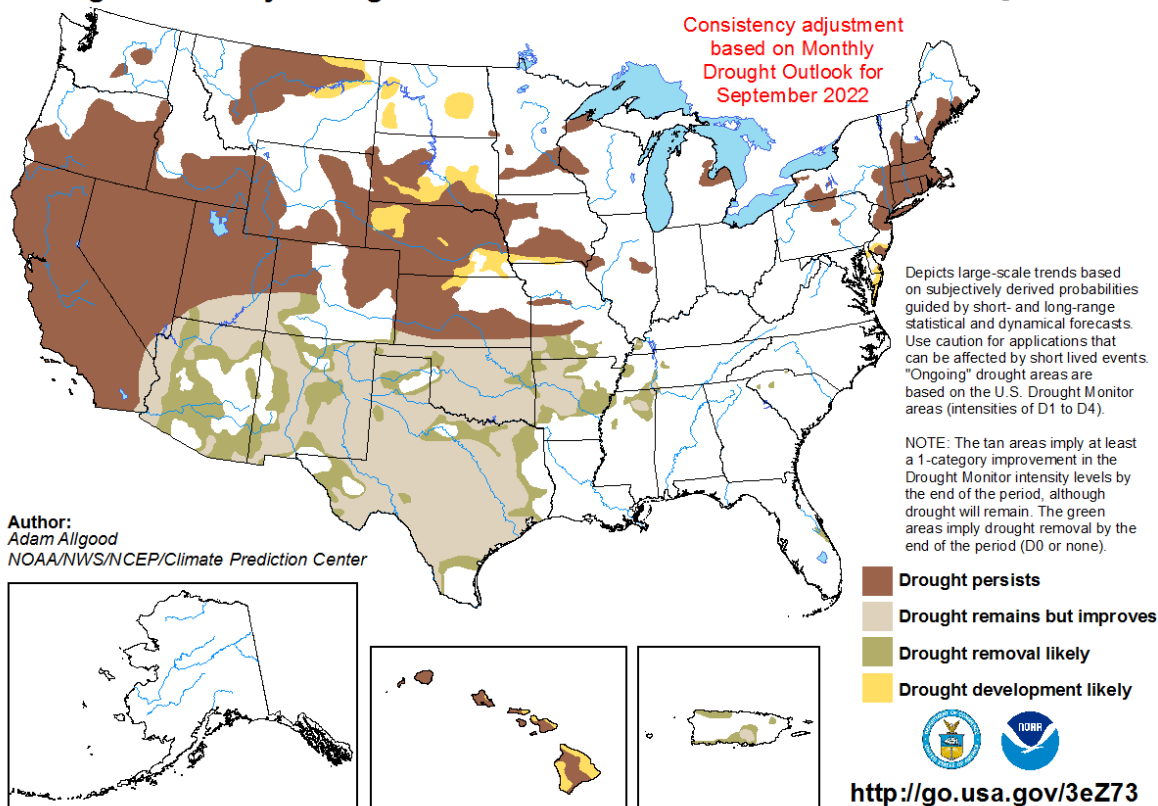 Consistency adjustment
based on Monthly
Drought Outlook for
September 2022
Depicts large-scale trends based
on subjectively derived probabilities
guided by short- and long-range
statistical and dynamical forecasts.
Use caution for applications that
can be affected by short lived events.
"Ongoing" drought areas are
based on the U.S. Drought Monitor
areas (intensities of D1 to D4).
NOTE: The tan areas imply at least
a 1-category improvement in the
Drought Monitor intensity levels by
the end of the period, although
drought will remain. The green
areas imply drought removal by the
end of the period (D0 or none).
Author:
Adam Allgood
NOAA/NWS/NCEP/Climate Prediction Center
Drought persists
Drought remains but improves
Drought removal likely
Drought development likely
NOAA
http://go.usa.gov/3eZ73